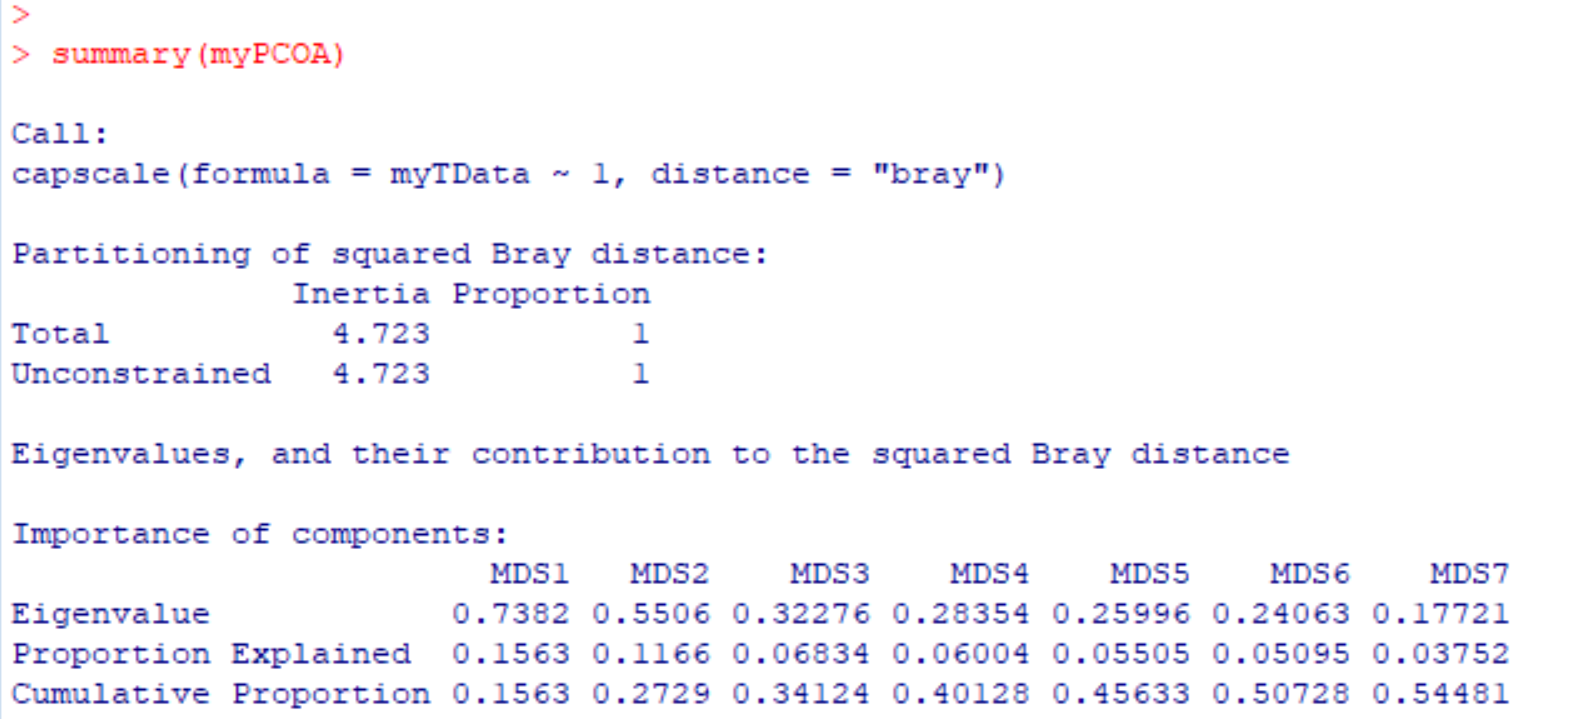 >
> summary(myPCOA)
Call:
capscale(formula = myTData ~ 1, distance = "bray")
Partitioning of squared Bray distance:
Inertia Proportion
Total 4.723 1
Unconstrained 4.723 1
Eigenvalues, and their contribution to the squared Bray distance
Importance of components:
MDS1 MDS2 MDS3 MDS4 MDS5 MDS6 MDS7
Eigenvalue 0.7382 0.5506 0.32276 0.28354 0.25996 0.24063 0.17721
Proportion Explained 0.1563 0.1166 0.06834 0.06004 0.05505 0.05095 0.03752
Cumulative Proportion 0.1563 0.2729 0.34124 0.40128 0.45633 0.50728 0.54481